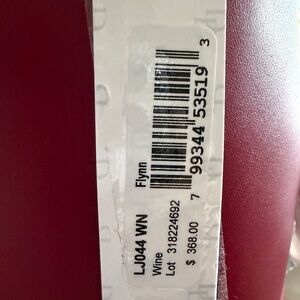 LJ044 WN
Flynn
Wine
Lot 318224692
$ 368.00
7 99344 53519 3